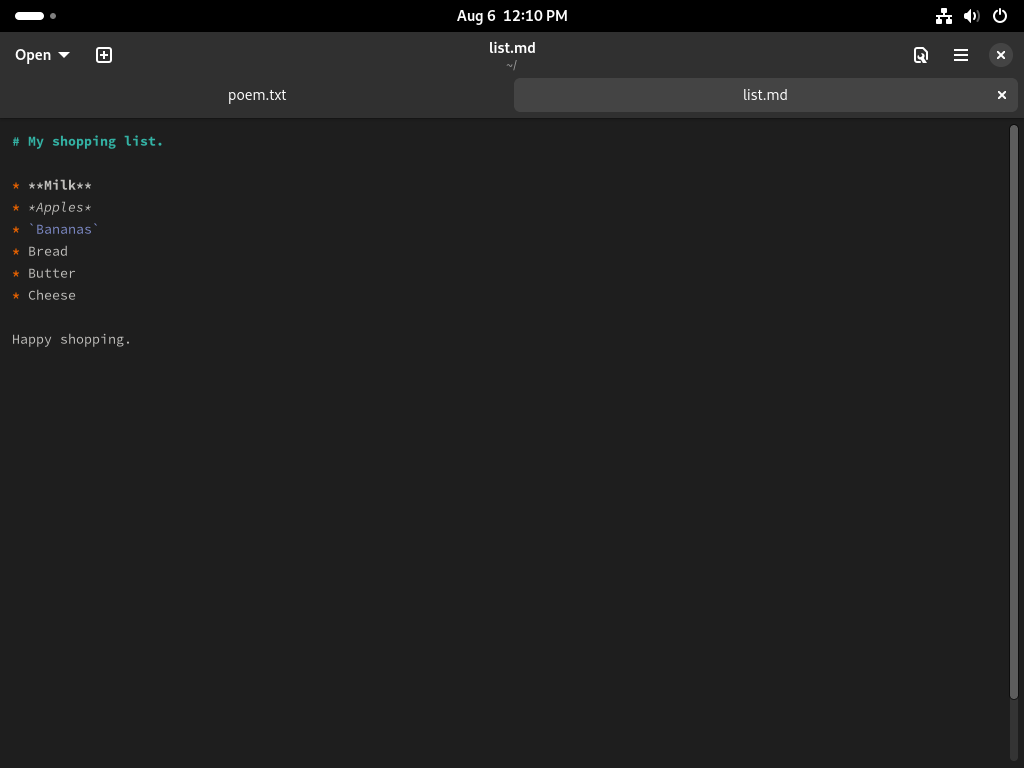 Aug 6  12:10 PM
Open
list.md
~/
poem.txt
list.md
# My shopping list.

* **Milk**
* *Apples*
* `Bananas`
* Bread
* Butter
* Cheese

Happy shopping.